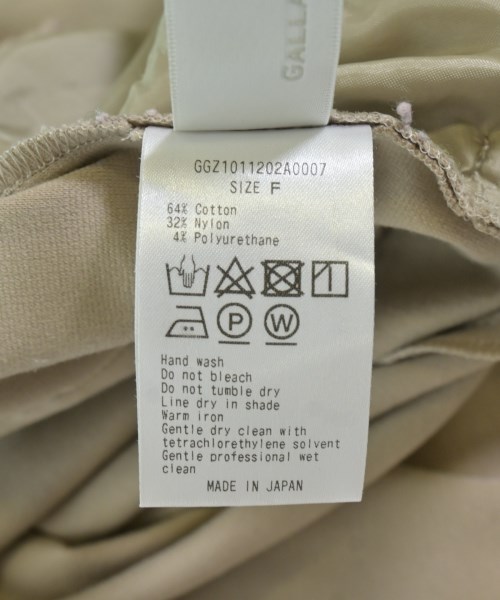 GALLA
GGZ1011202A0007
SIZE F
64% Cotton
32% Nylon
4% Polyurethane
P W
Hand wash
Do not bleach
Do not tumble dry
Line dry in shade
Warm iron
Gentle dry clean with
tetrachlorethylene solvent
Gentle professional wet
clean
MADE IN JAPAN